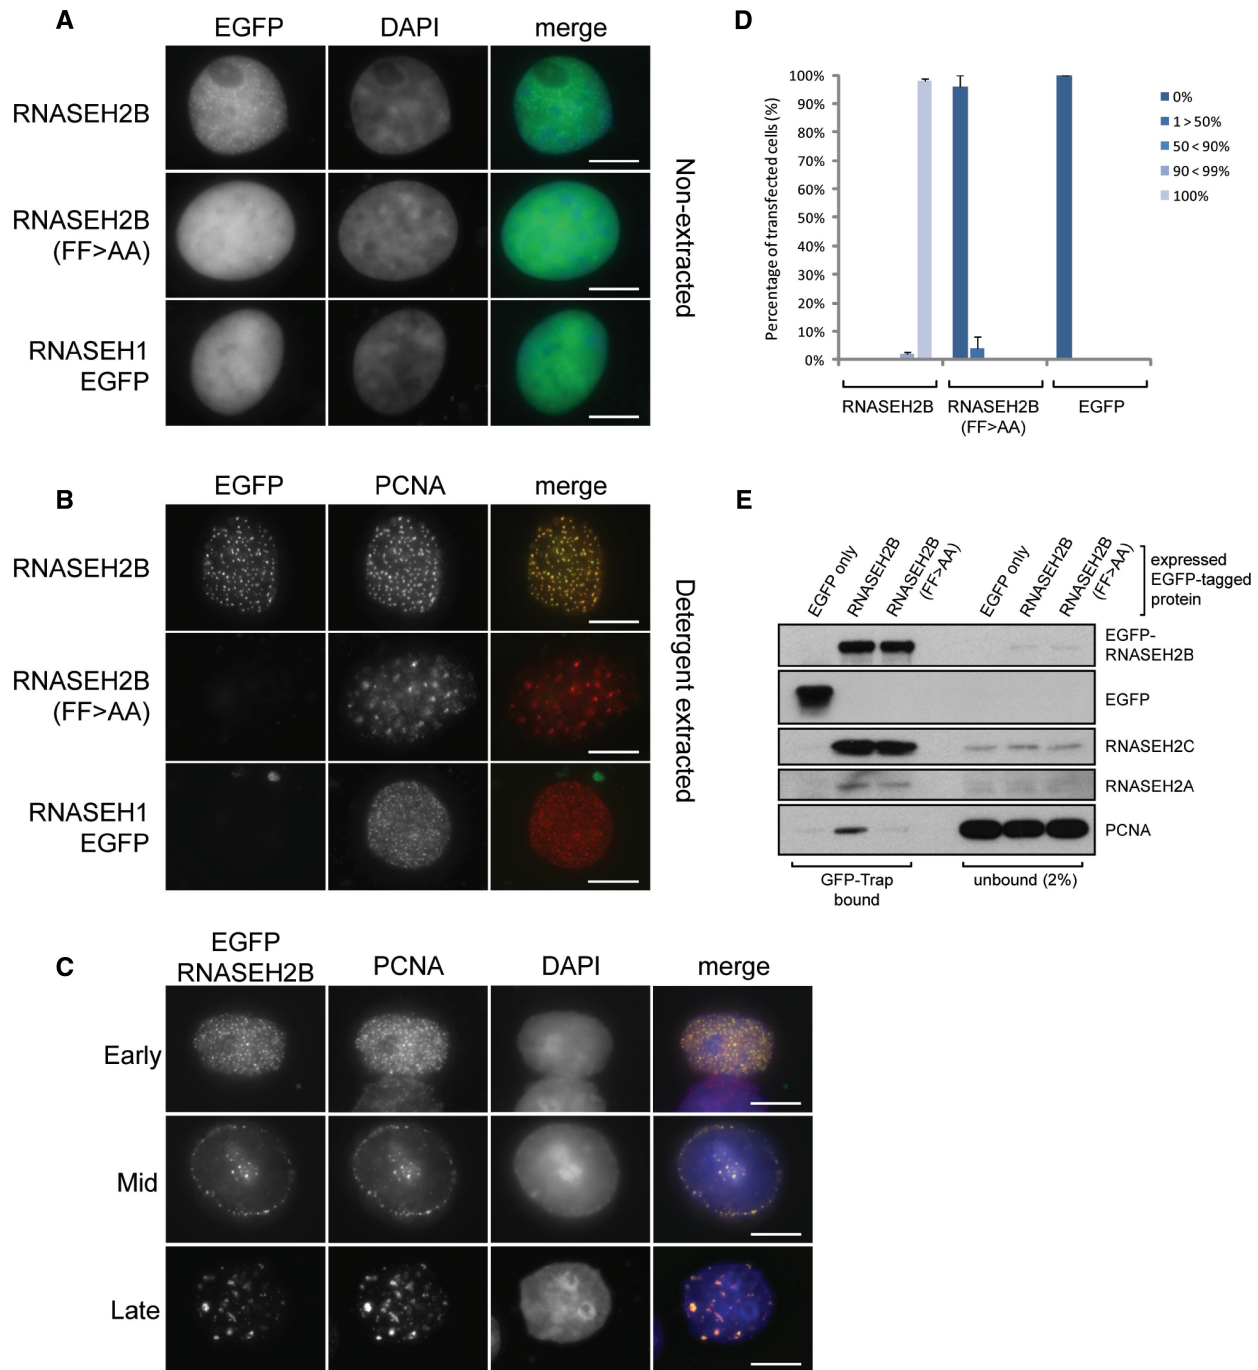 A
EGFP DAPI merge
RNASEH2B
RNASEH2B
(FF>AA)
RNASEH1
EGFP
Non-extracted
B
EGFP PCNA merge
RNASEH2B
RNASEH2B
(FF>AA)
RNASEH1
EGFP
Detergent extracted
C
EGFP
RNASEH2B
PCNA DAPI merge
Early
Mid
Late
D
Percentage of transfected cells (%)
100%
90%
80%
70%
60%
50%
40%
30%
20%
10%
0%
RNASEH2B
RNASEH2B
(FF>AA)
EGFP
0%
1 > 50%
50 < 90%
90 < 99%
100%
E
EGFP only
RNASEH2B
RNASEH2B
(FF>AA)
EGFP only
RNASEH2B
RNASEH2B
(FF>AA)
expressed
EGFP-tagged
protein
EGFP-
RNASEH2B
EGFP
RNASEH2C
RNASEH2A
PCNA
GFP-Trap
bound
unbound (2%)